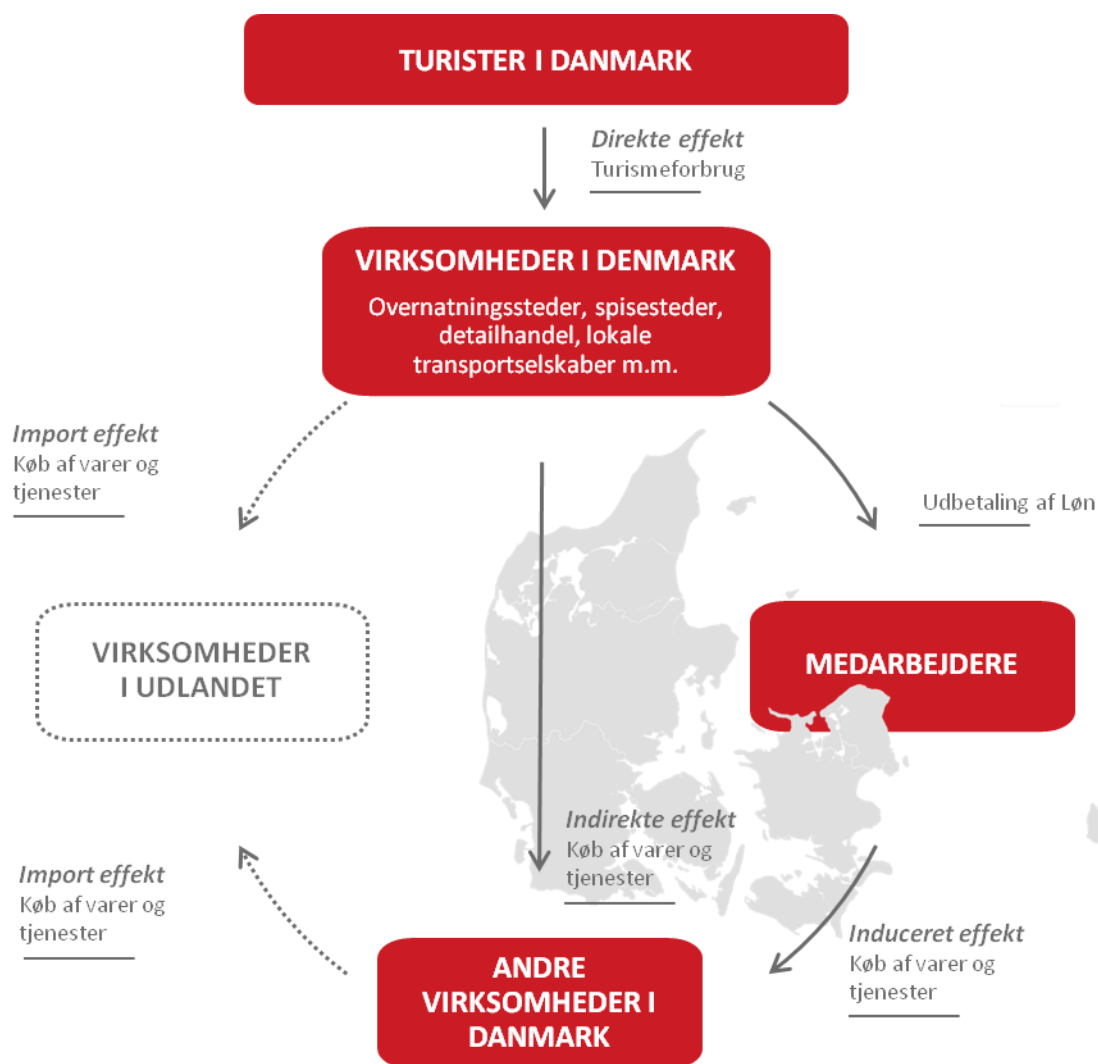 TURISTER I DANMARK
Direkte effekt
Turismeforbrug
VIRKSOMHEDER I DENMARK
Overnatningssteder, spisesteder,
detailhandel, lokale
transportselskaber m.m.
Import effekt
Køb af varer og
tjenester
Udbetaling af Løn
VIRKSOMHEDER
I UDLANDET
MEDARBEJDERE
Indirekte effekt
Køb af varer og
tjenester
Import effekt
Køb af varer og
tjenester
Induceret effekt
Køb af varer og
tjenester
ANDRE
VIRKSOMHEDER I
DANMARK